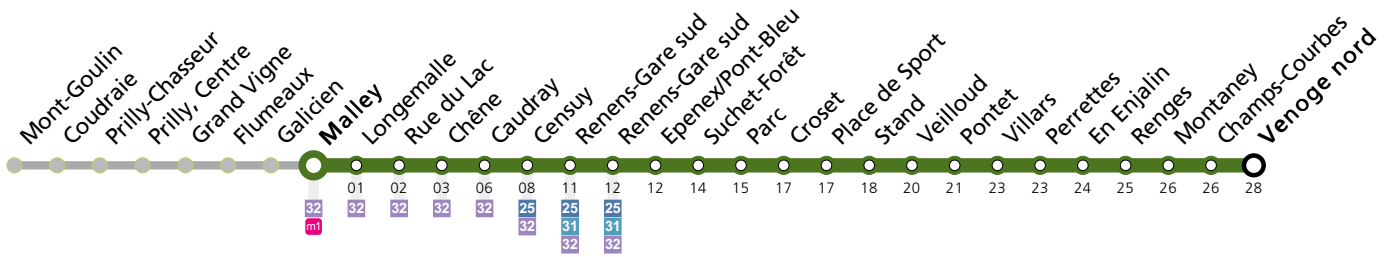 Mont-Goulin
Coudraie
Prilly-Chasseur
Prilly, Centre
Grand Vigne
Flumeaux
Galicien
Malley
Longemalle
Rue du Lac
Chêne
Caudray
Censuy
Renens-Gare sud
Renens-Gare sud
Epenex/Pont-Bleu
Suchet-Forêt
Parc
Croset
Place de Sport
Stand
Veilloud
Pontet
Villars
Perrettes
En Enjalin
Renges
Montaney
Champs-Courbes
Venoge nord
01 02 03 06 08 11 12 12 14 15 17 17 18 20 21 23 23 24 25 26 26 28
32 32 32 32 32 25 25 25
m1 32 31 31
32 32